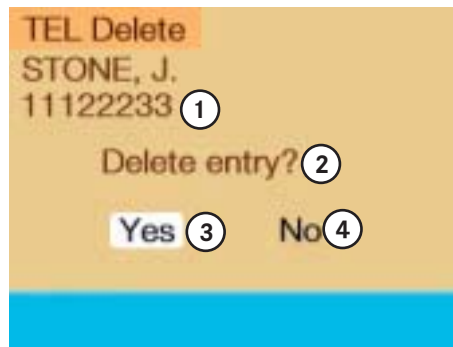 TEL Delete
STONE, J.
11122233 1
Delete entry? 2
Yes 3 No 4